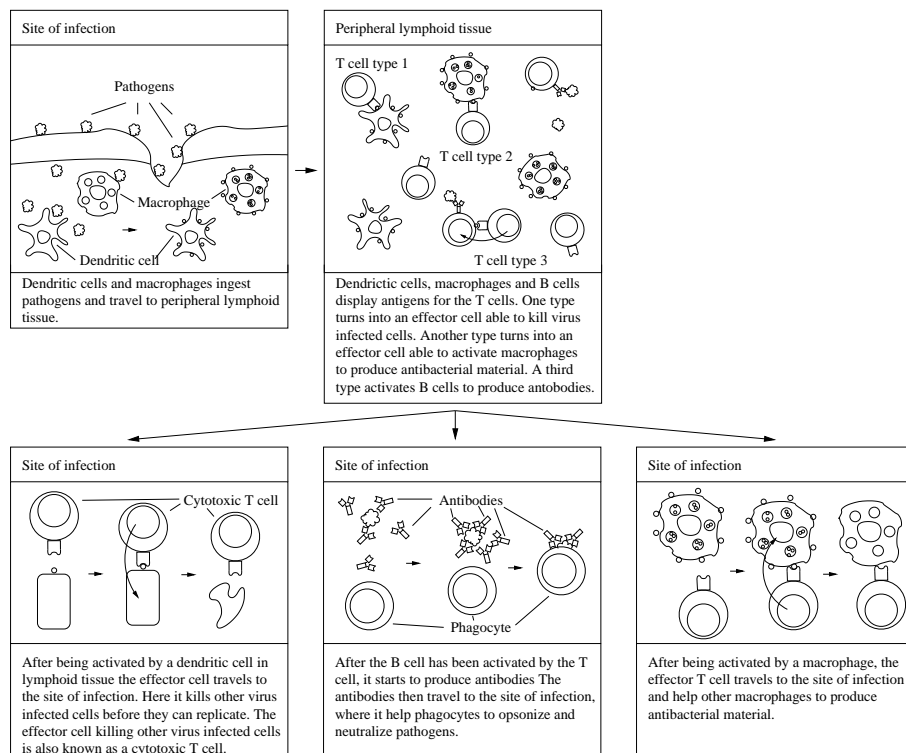 Site of infection
Pathogens
Macrophage
Dendritic cell
Dendritic cells and macrophages ingest
pathogens and travel to peripheral lymphoid
tissue.
Peripheral lymphoid tissue
T cell type 1
T cell type 2
T cell type 3
Dendrictic cells, macrophages and B cells
display antigens for the T cells. One type
turns into an effector cell able to kill virus
infected cells. Another type turns into an
effector cell able to activate macrophages
to produce antibacterial material. A third
type activates B cells to produce antobodies.
Site of infection
Cytotoxic T cell
After being activated by a dendritic cell in
lymphoid tissue the effector cell travels to
the site of infection. Here it kills other virus
infected cells before they can replicate. The
effector cell killing other virus infected cells
is also known as a cytotoxic T cell.
Site of infection
Antibodies
Phagocyte
After the B cell has been activated by the T
cell, it starts to produce antibodies The
antibodies then travel to the site of infection,
where it help phagocytes to opsonize and
neutralize pathogens.
Site of infection
After being activated by a macrophage, the
effector T cell travels to the site of infection
and help other macrophages to produce
antibacterial material.